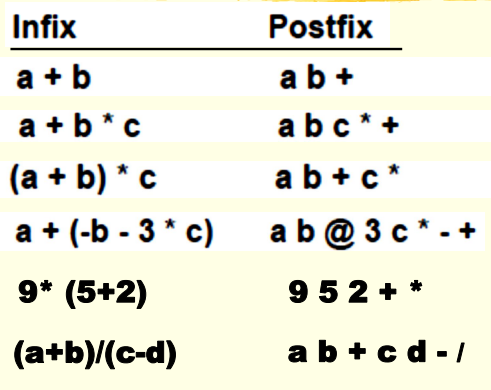 Infix Postfix
a + b a b +
a + b * c a b c * +
(a + b) * c a b + c *
a + (-b - 3 * c) a b @ 3 c * - +
9* (5+2) 9 5 2 + *
(a+b)/(c-d) a b + c d - /